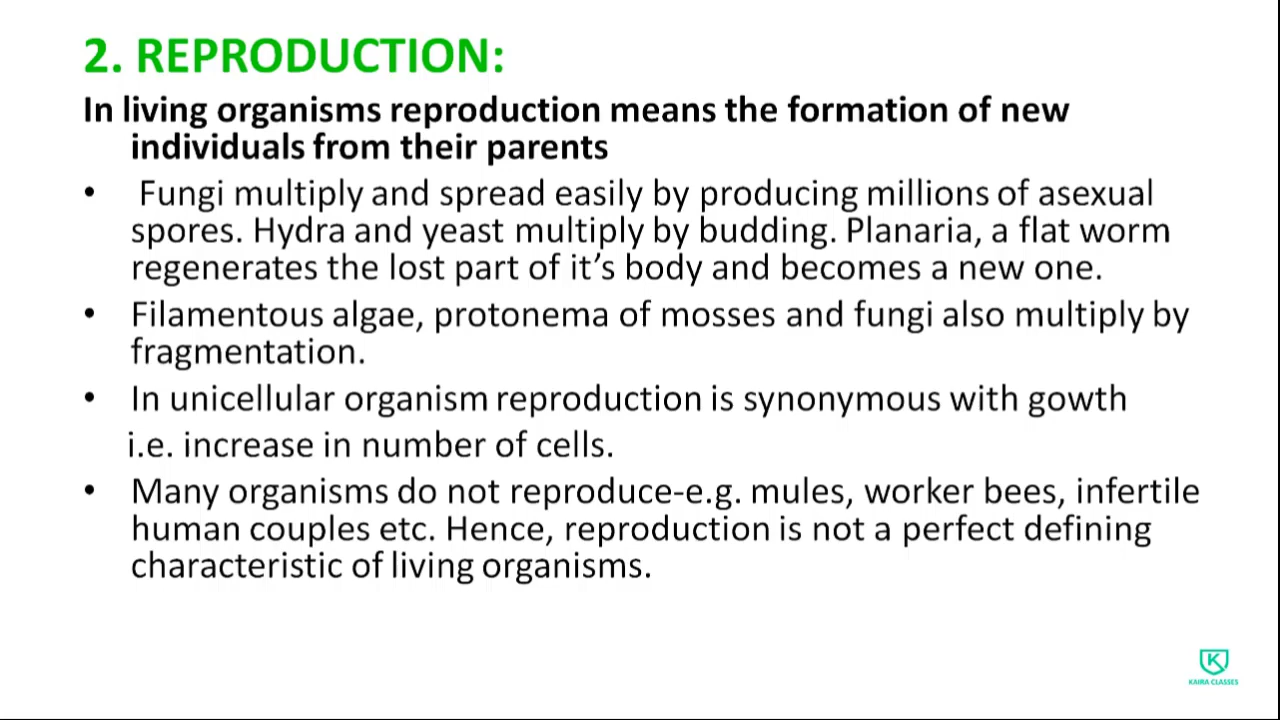 2. REPRODUCTION:
In living organisms reproduction means the formation of new
individuals from their parents
• Fungi multiply and spread easily by producing millions of asexual
spores. Hydra and yeast multiply by budding. Planaria, a flat worm
regenerates the lost part of it’s body and becomes a new one.
• Filamentous algae, protonema of mosses and fungi also multiply by
fragmentation.
• In unicellular organism reproduction is synonymous with gowth
i.e. increase in number of cells.
• Many organisms do not reproduce-e.g. mules, worker bees, infertile
human couples etc. Hence, reproduction is not a perfect defining
characteristic of living organisms.
K
KAIRA CLASSES